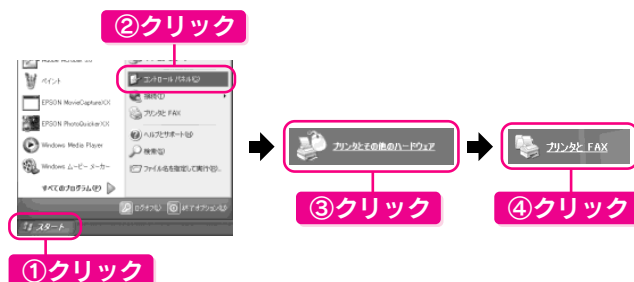 ②クリック
ペイント
EPSON MovieCapture!XX
EPSON PhotoQuicker!XX
Windows Media Player
Windows ムービー メーカー
すべてのプログラム(P)
コントロール パネル(C)
接続(T)
プリンタと FAX
ヘルプとサポート(H)
検索(S)
ファイル名を指定して実行(R)...
ログオフ(L)
終了オプション(U)
スタート
①クリック
プリンタとその他のハードウェア
③クリック
プリンタと FAX
④クリック